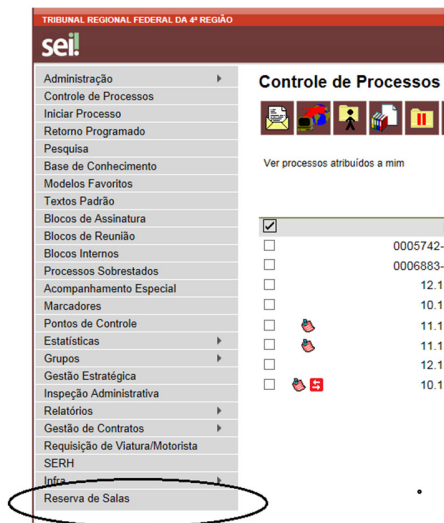 TRIBUNAL REGIONAL FEDERAL DA 4ª REGIÃO
sei!
Administração
Controle de Processos
Iniciar Processo
Retorno Programado
Pesquisa
Base de Conhecimento
Modelos Favoritos
Textos Padrão
Blocos de Assinatura
Blocos de Reunião
Blocos Internos
Processos Sobrestados
Acompanhamento Especial
Marcadores
Pontos de Controle
Estatísticas
Grupos
Gestão Estratégica
Inspeção Administrativa
Relatórios
Gestão de Contratos
Requisição de Viatura/Motorista
SERH
Infra
Reserva de Salas
Controle de Processos
Ver processos atribuídos a mim
0005742-
0006883-
12.1
10.1
11.1
11.1
12.1
10.1